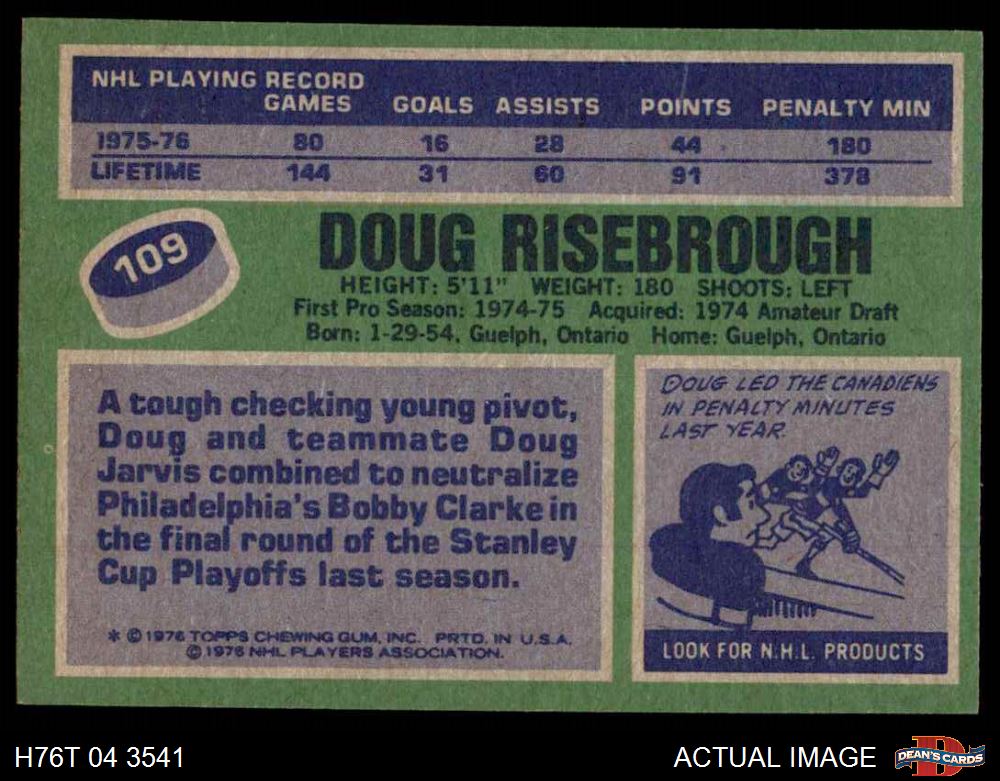 NHL PLAYING RECORD
GAMES GOALS ASSISTS POINTS PENALTY MIN
1975-76 80 16 28 44 180
LIFETIME 144 31 60 91 378
109
DOUG RISEBROUGH
HEIGHT: 5'11" WEIGHT: 180 SHOOTS: LEFT
First Pro Season: 1974-75 Acquired: 1974 Amateur Draft
Born: 1-29-54, Guelph, Ontario Home: Guelph, Ontario
A tough checking young pivot,
Doug and teammate Doug
Jarvis combined to neutralize
Philadelphia's Bobby Clarke in
the final round of the Stanley
Cup Playoffs last season.
* © 1976 TOPPS CHEWING GUM, INC. PRTD. IN U.S.A.
© 1976 NHL PLAYERS ASSOCIATION.
DOUG LED THE CANADIENS
IN PENALTY MINUTES
LAST YEAR.
LOOK FOR N.H.L. PRODUCTS
H76T 04 3541
ACTUAL IMAGE
D
DEAN'S CARDS